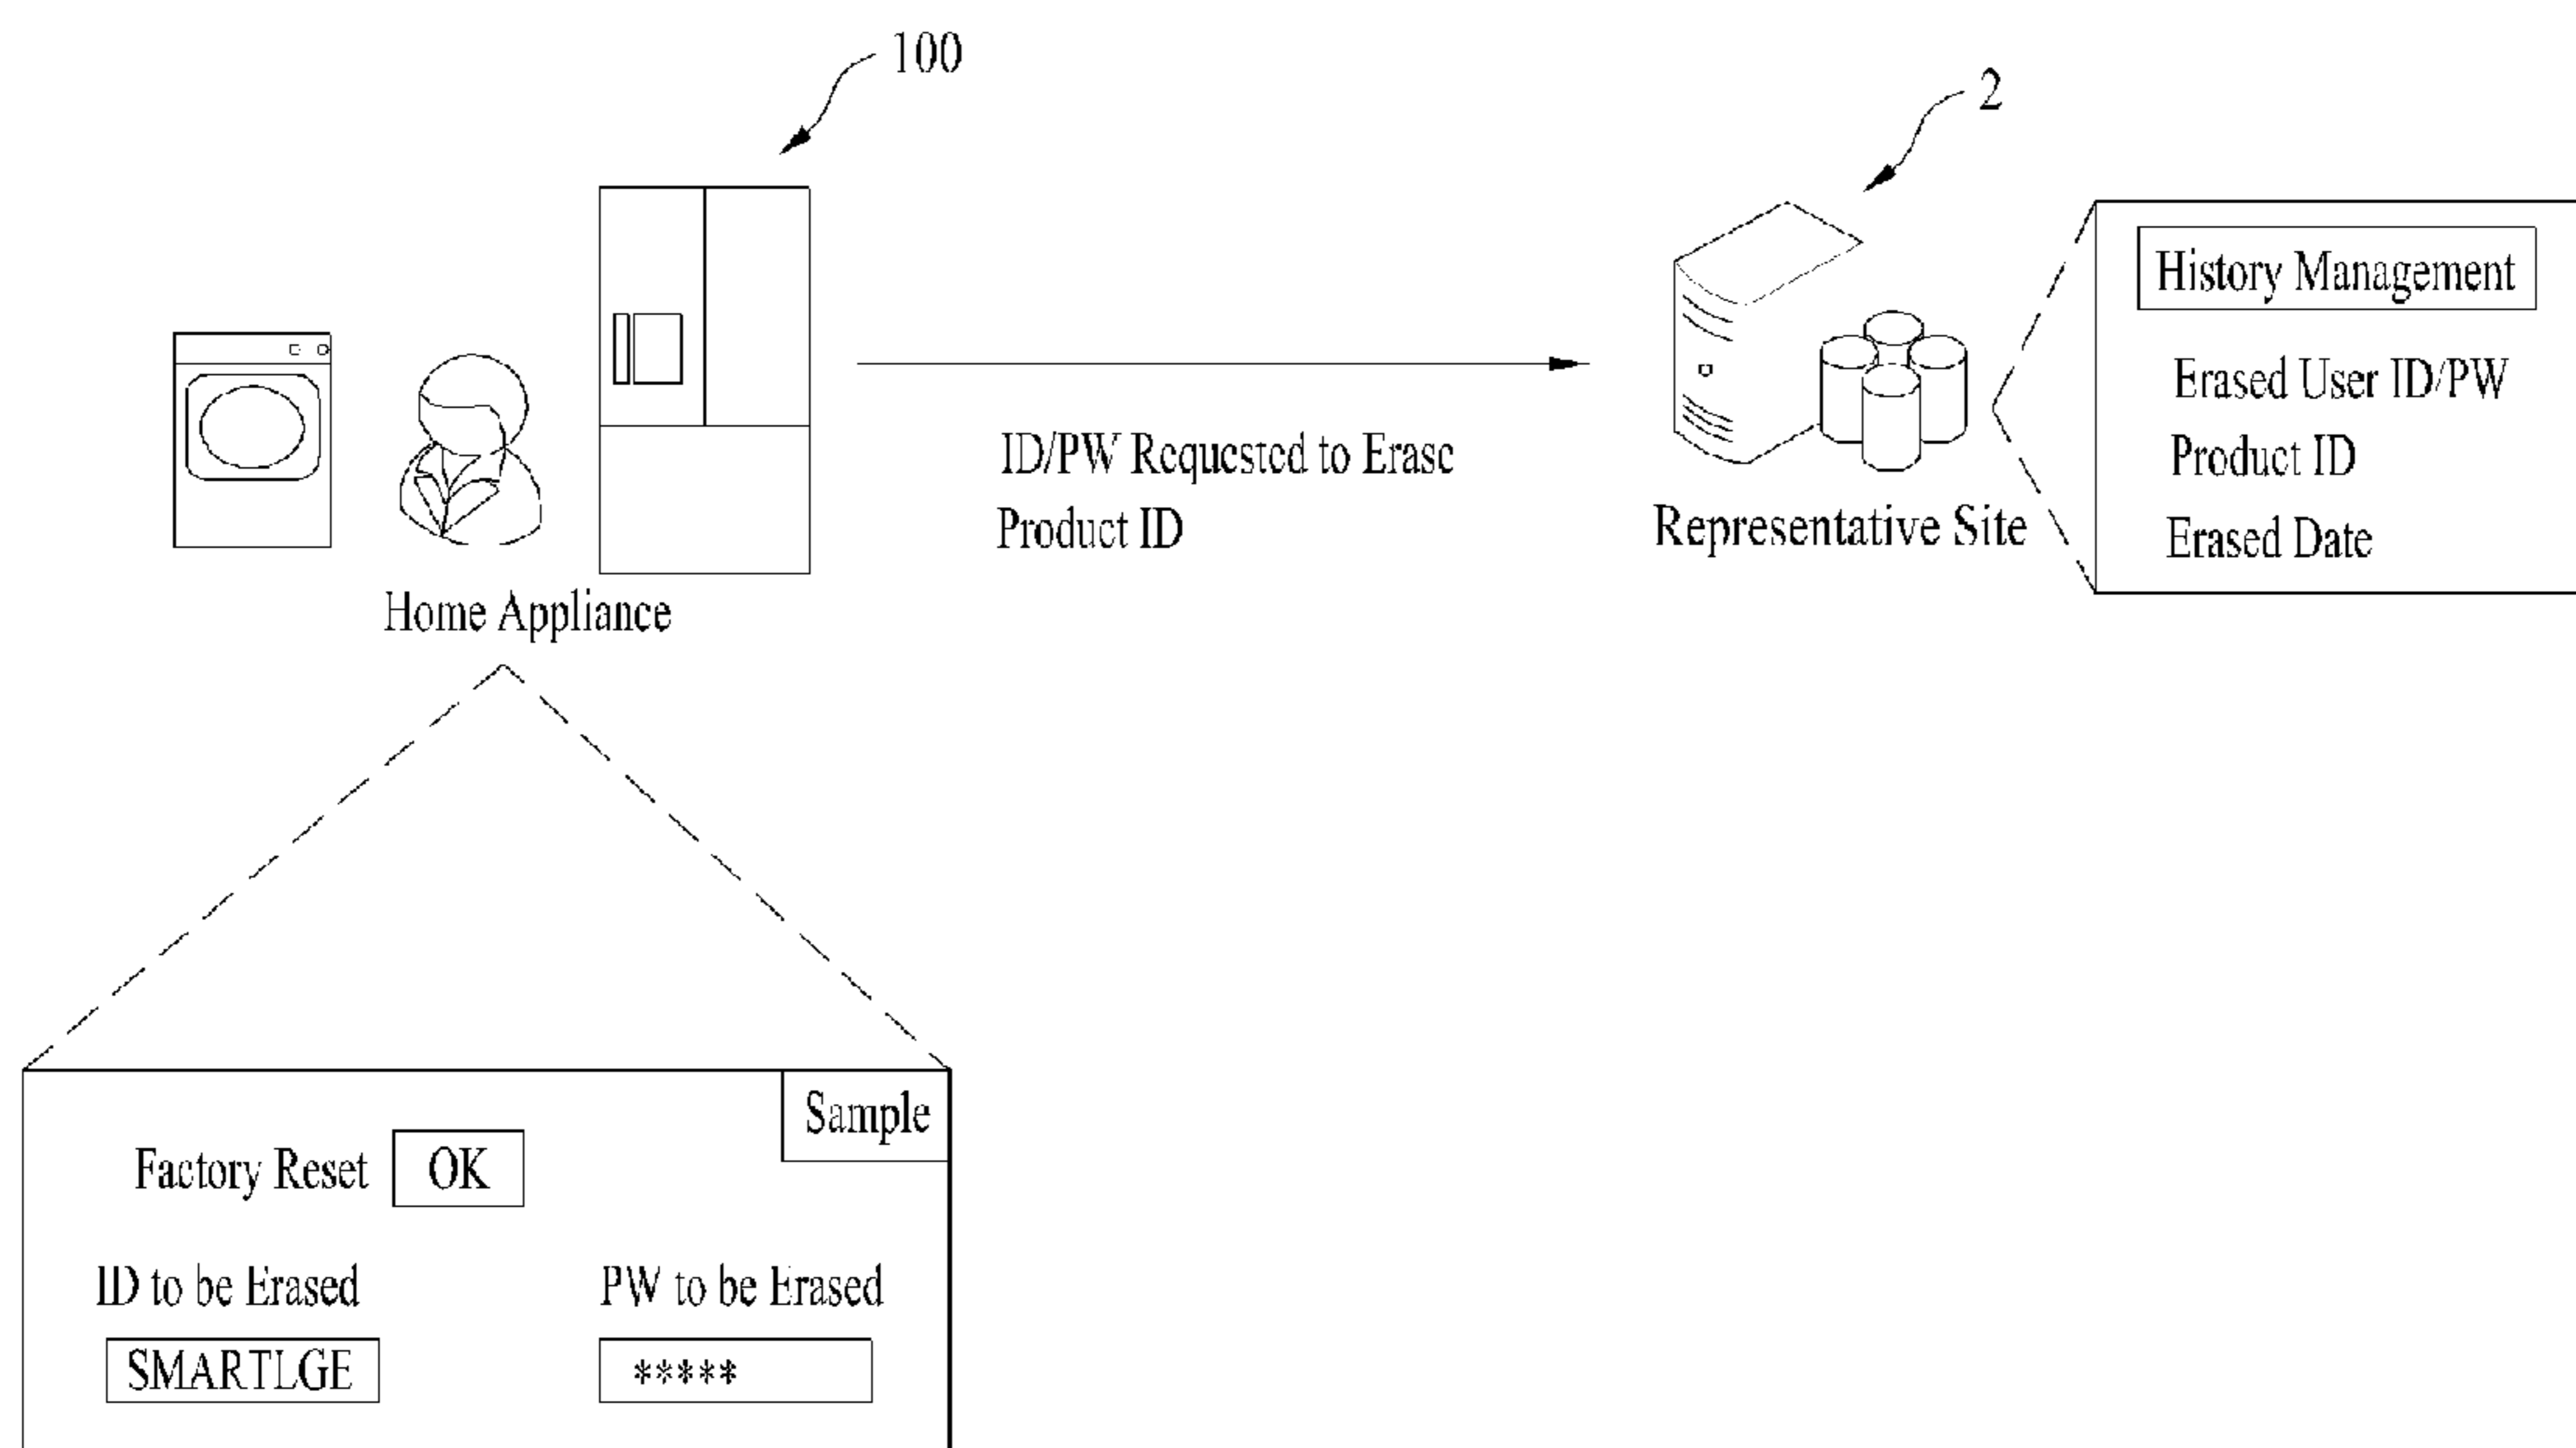 100
2
History Management
Erased User ID/PW
Product ID
Erased Date
ID/PW Requested to Erase
Product ID
Representative Site
Home Appliance
Sample
Factory Reset OK
ID to be Erased PW to be Erased
SMARTLGE *****